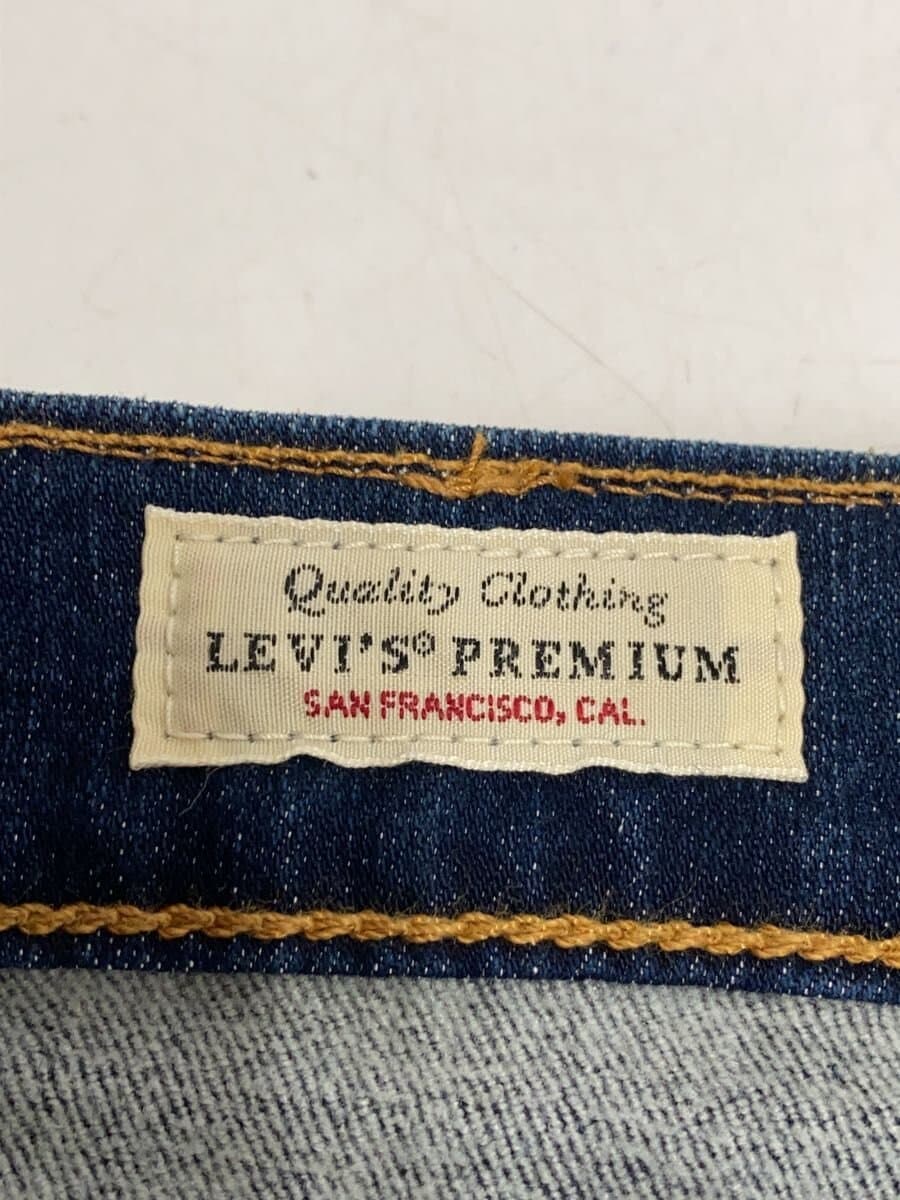 Quality Clothing
LEVI'S® PREMIUM
SAN FRANCISCO, CAL.